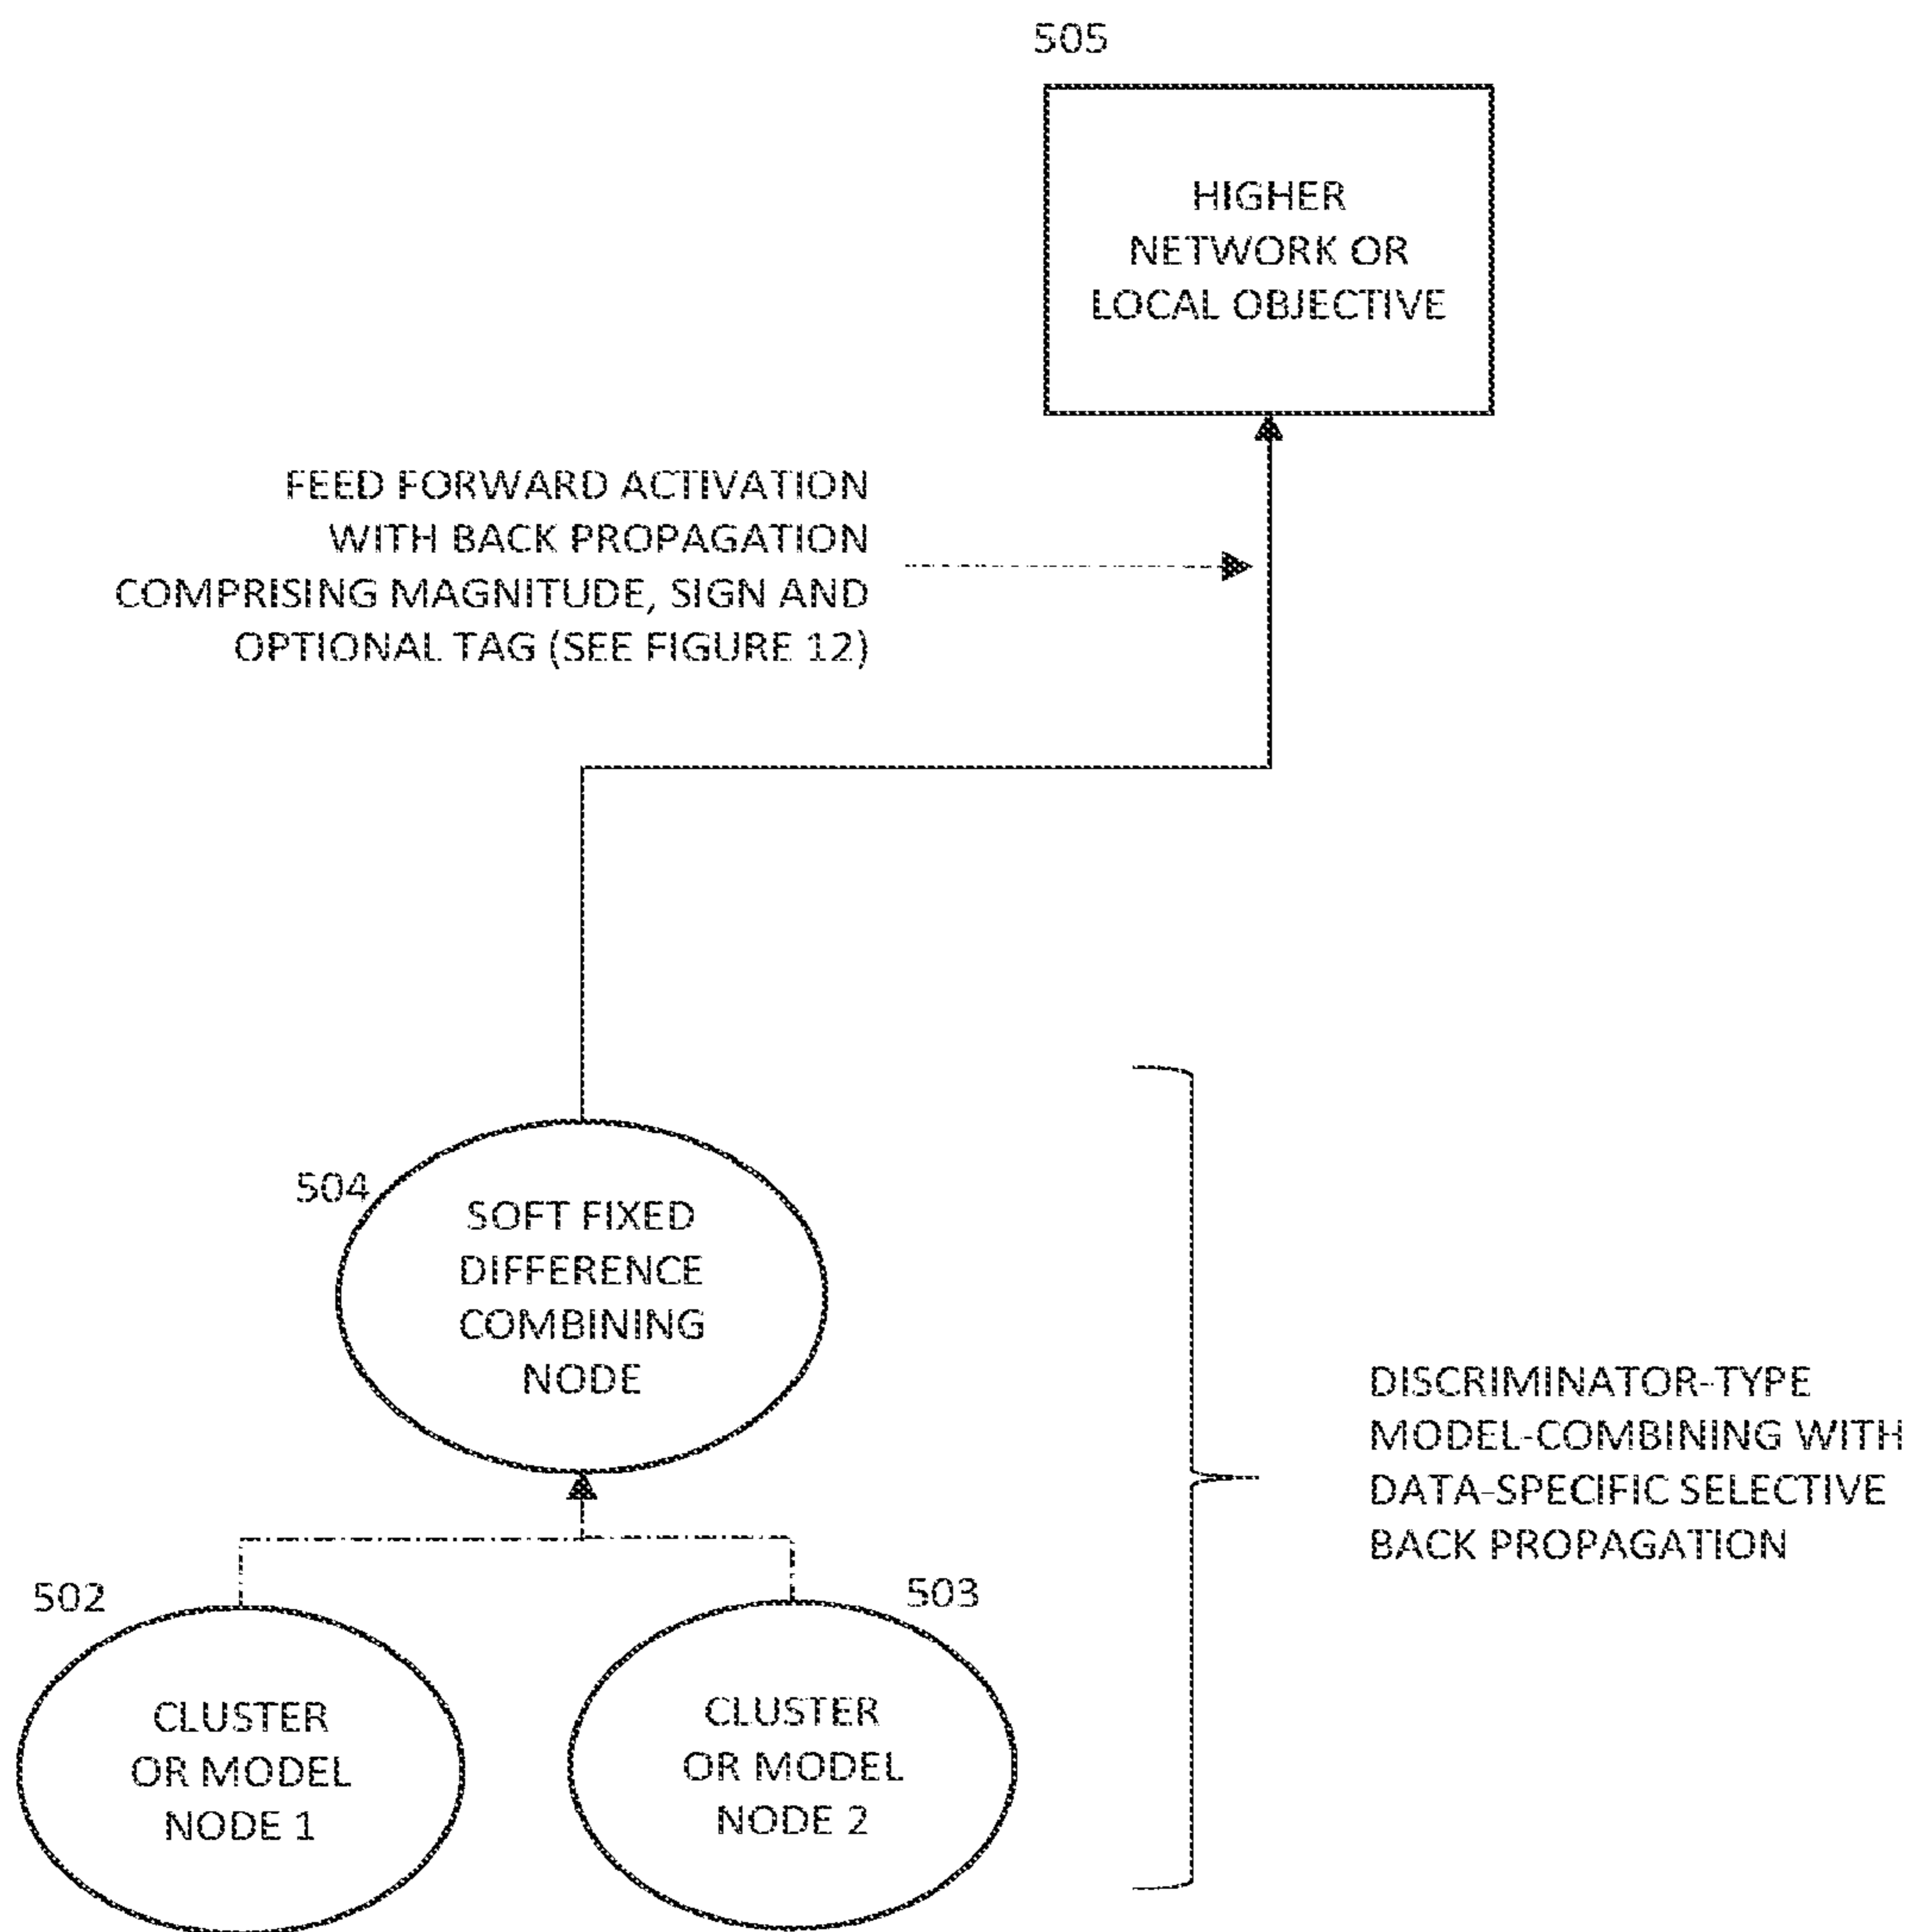 505
HIGHER
NETWORK OR
LOCAL OBJECTIVE
FEED FORWARD ACTIVATION
WITH BACK PROPAGATION
COMPRISING MAGNITUDE, SIGN AND
OPTIONAL TAG (SEE FIGURE 12)
504
SOFT FIXED
DIFFERENCE
COMBINING
NODE
DISCRIMINATOR-TYPE
MODEL-COMBINING WITH
DATA-SPECIFIC SELECTIVE
BACK PROPAGATION
502
CLUSTER
OR MODEL
NODE 1
503
CLUSTER
OR MODEL
NODE 2